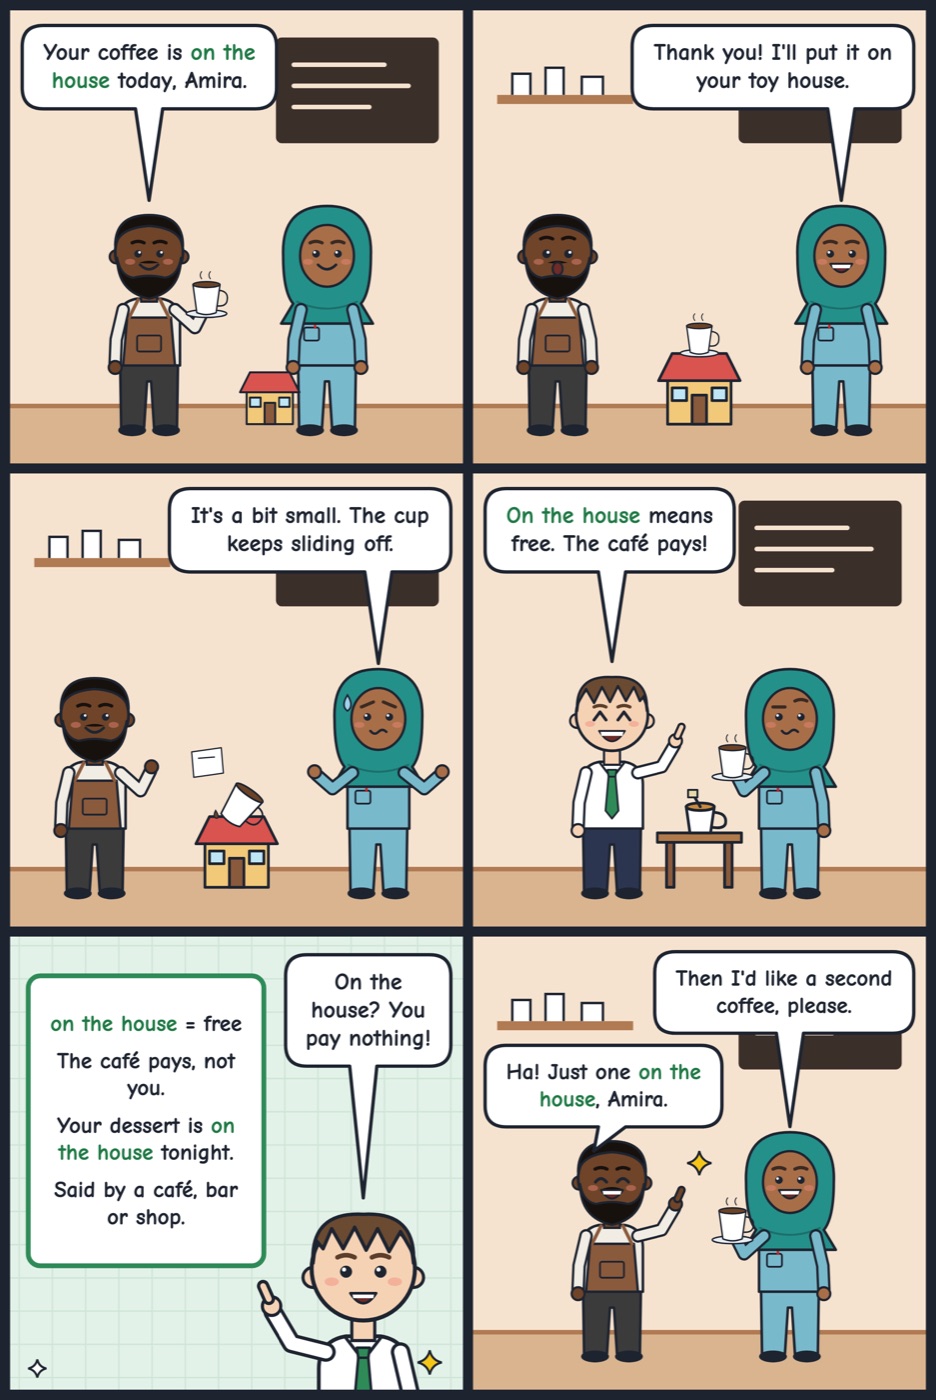 Your coffee is on the
house today, Amira.
Thank you! I'll put it on
your toy house.
It's a bit small. The cup
keeps sliding off.
On the house means
free. The café pays!
on the house = free
The café pays, not
you.
Your dessert is on
the house tonight.
Said by a café, bar
or shop.
On the
house? You
pay nothing!
Then I'd like a second
coffee, please.
Ha! Just one on the
house, Amira.